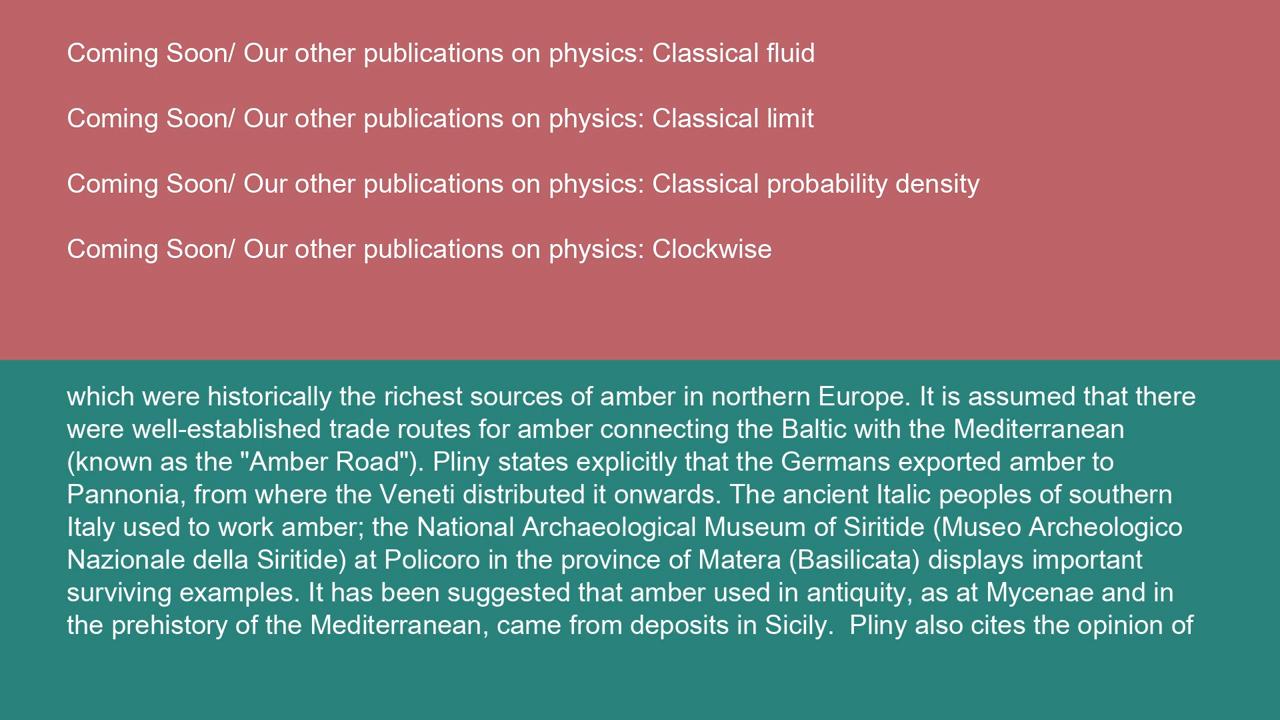 Coming Soon/ Our other publications on physics: Classical fluid
Coming Soon/ Our other publications on physics: Classical limit
Coming Soon/ Our other publications on physics: Classical probability density
Coming Soon/ Our other publications on physics: Clockwise
which were historically the richest sources of amber in northern Europe. It is assumed that there
were well-established trade routes for amber connecting the Baltic with the Mediterranean
(known as the "Amber Road"). Pliny states explicitly that the Germans exported amber to
Pannonia, from where the Veneti distributed it onwards. The ancient Italic peoples of southern
Italy used to work amber; the National Archaeological Museum of Siritide (Museo Archeologico
Nazionale della Siritide) at Policoro in the province of Matera (Basilicata) displays important
surviving examples. It has been suggested that amber used in antiquity, as at Mycenae and in
the prehistory of the Mediterranean, came from deposits in Sicily.  Pliny also cites the opinion of